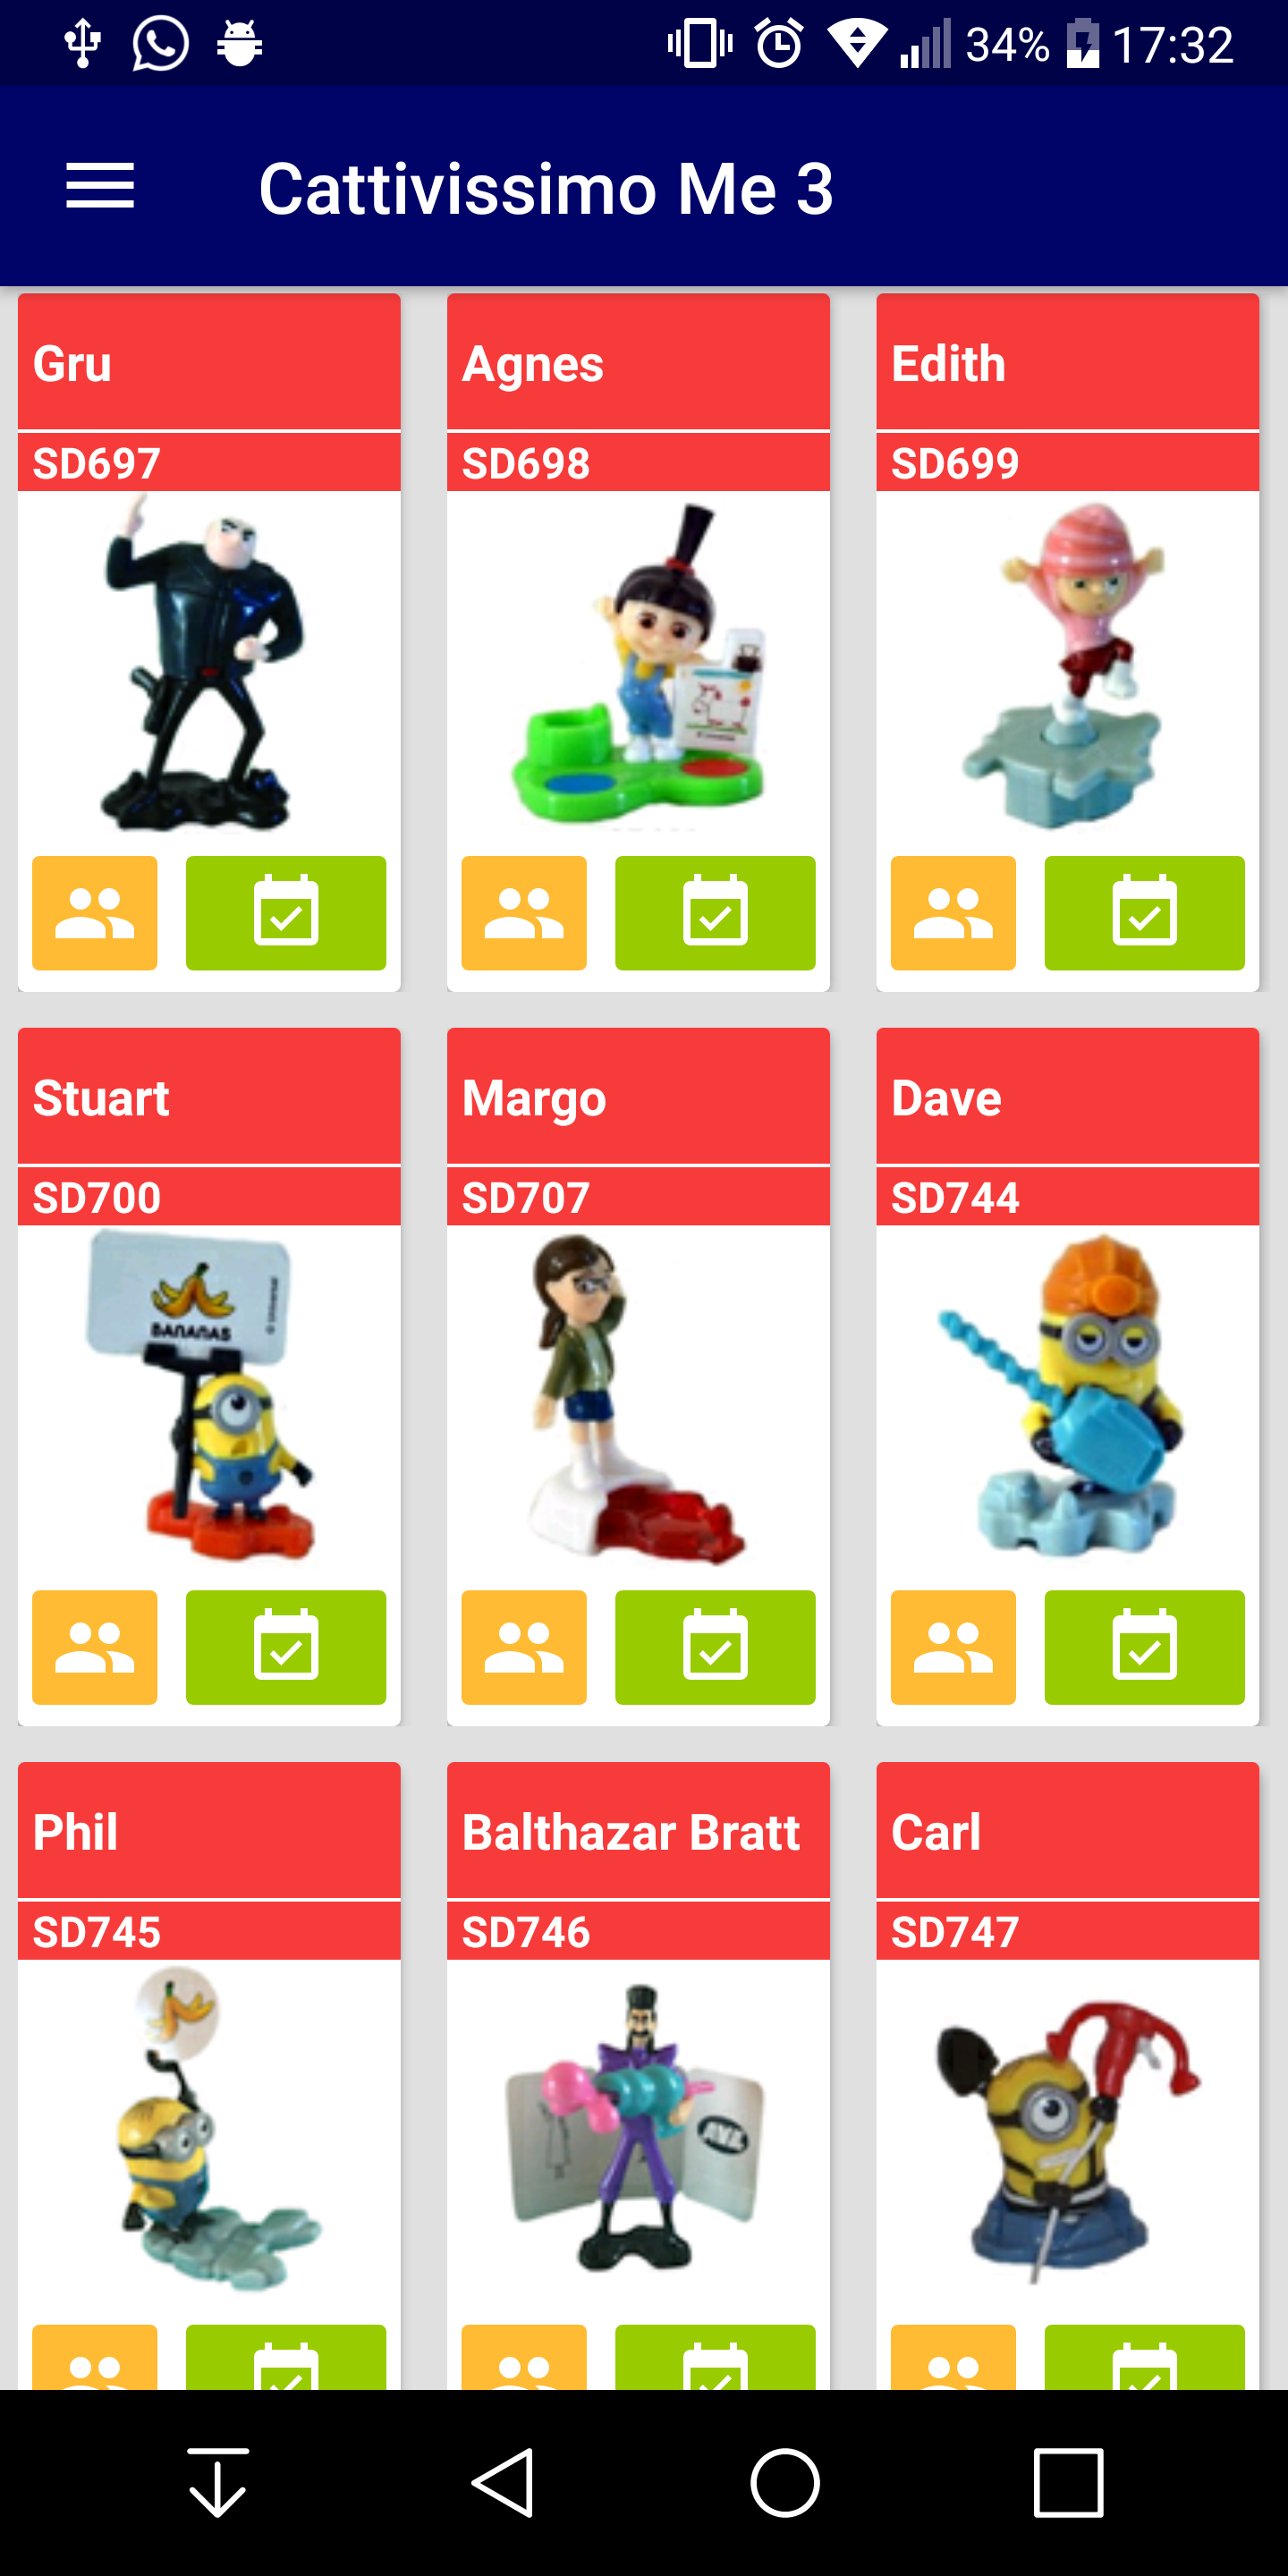 34% 17:32
Cattivissimo Me 3
Gru
Agnes
Edith
SD697
SD698
SD699
Stuart
Margo
Dave
SD700
SD707
SD744
BANANAS
Phil
Balthazar Bratt
Carl
SD745
SD746
SD747